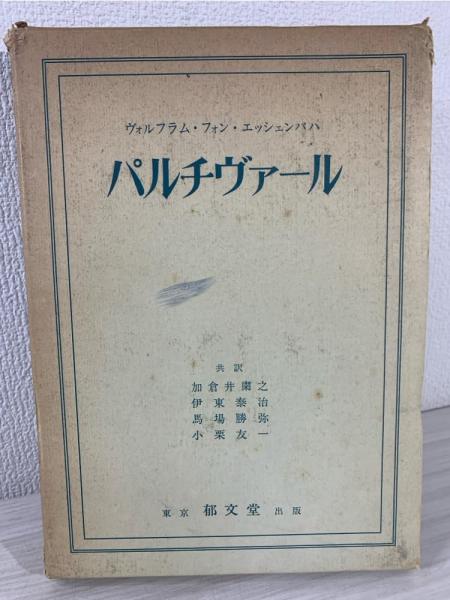 ヴォルフラム・フォン・エッシェンバハ
パルチヴァール
共訳
加倉井粛之
伊東泰治
馬場勝弥
小栗友一
東京 郁文堂 出版